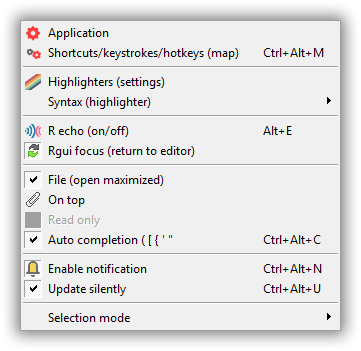 Application
Shortcuts/keystrokes/hotkeys (map) Ctrl+Alt+M
Highlighters (settings)
Syntax (highlighter)
R echo (on/off) Alt+E
Rgui focus (return to editor)
File (open maximized)
On top
Read only
Auto completion ( [ { ' " Ctrl+Alt+C
Enable notification Ctrl+Alt+N
Update silently Ctrl+Alt+U
Selection mode